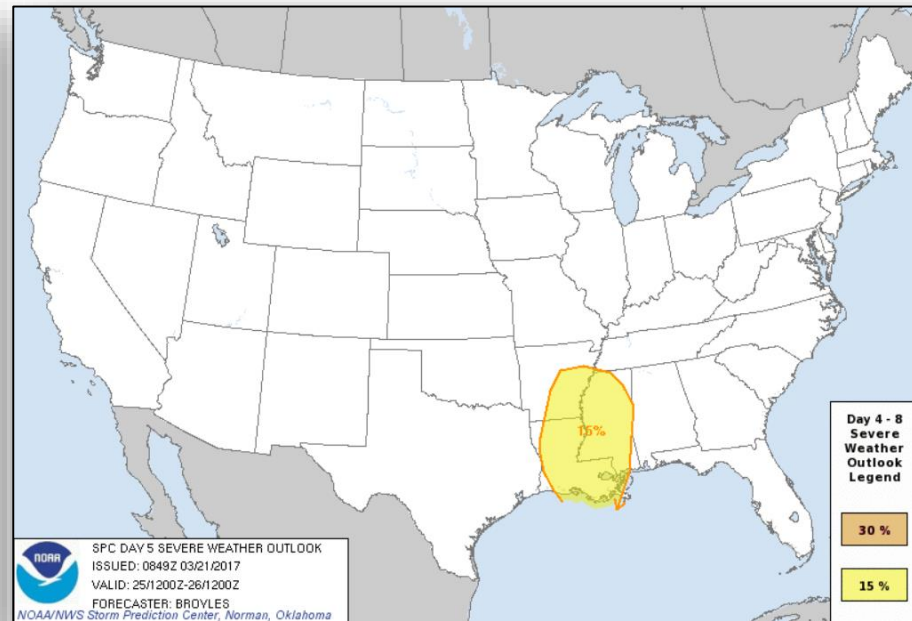 15%
Day 4 - 8
Severe
Weather
Outlook
Legend
30 %
15 %
NOAA
SPC DAY 5 SEVERE WEATHER OUTLOOK
ISSUED: 0849Z 03/21/2017
VALID: 25/1200Z-26/1200Z
FORECASTER: BROYLES
NOAA/NWS Storm Prediction Center, Norman, Oklahoma